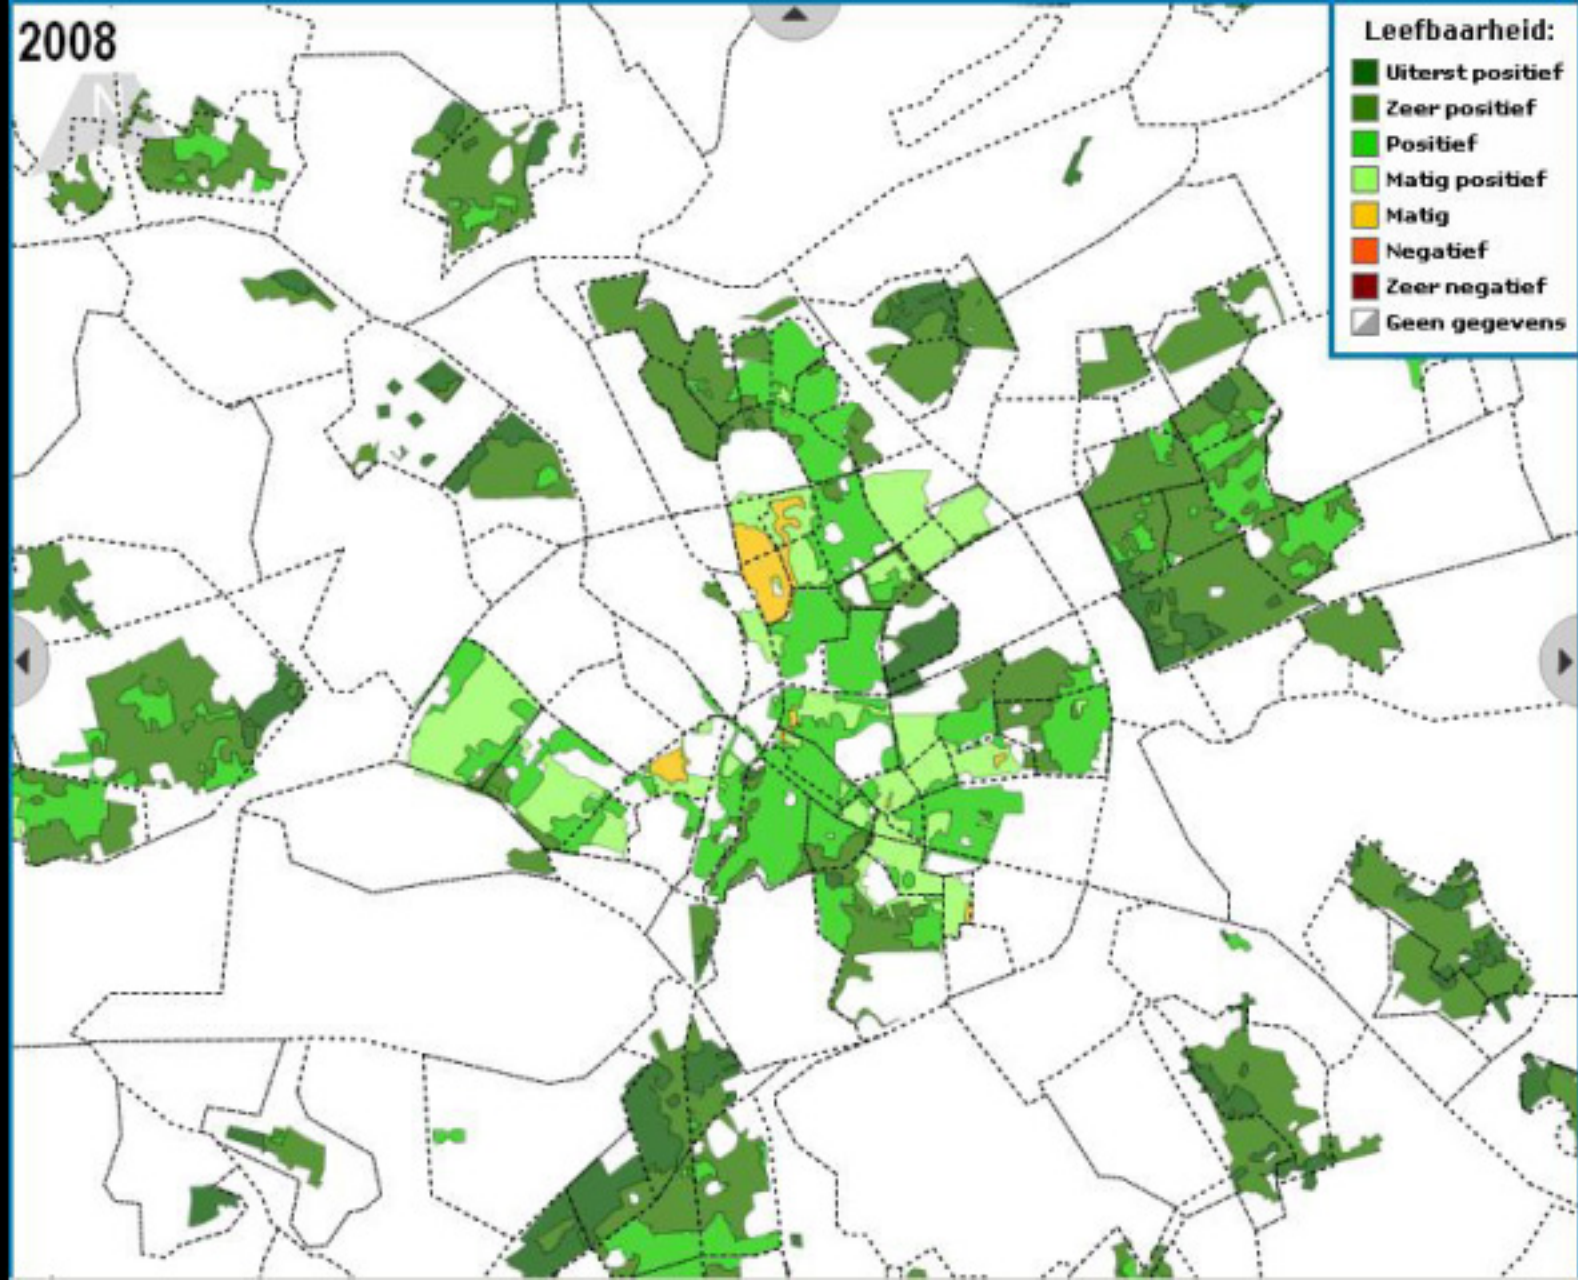 2008
N
Leefbaarheid:
Uiterst positief
Zeer positief
Positief
Matig positief
Matig
Negatief
Zeer negatief
Geen gegevens